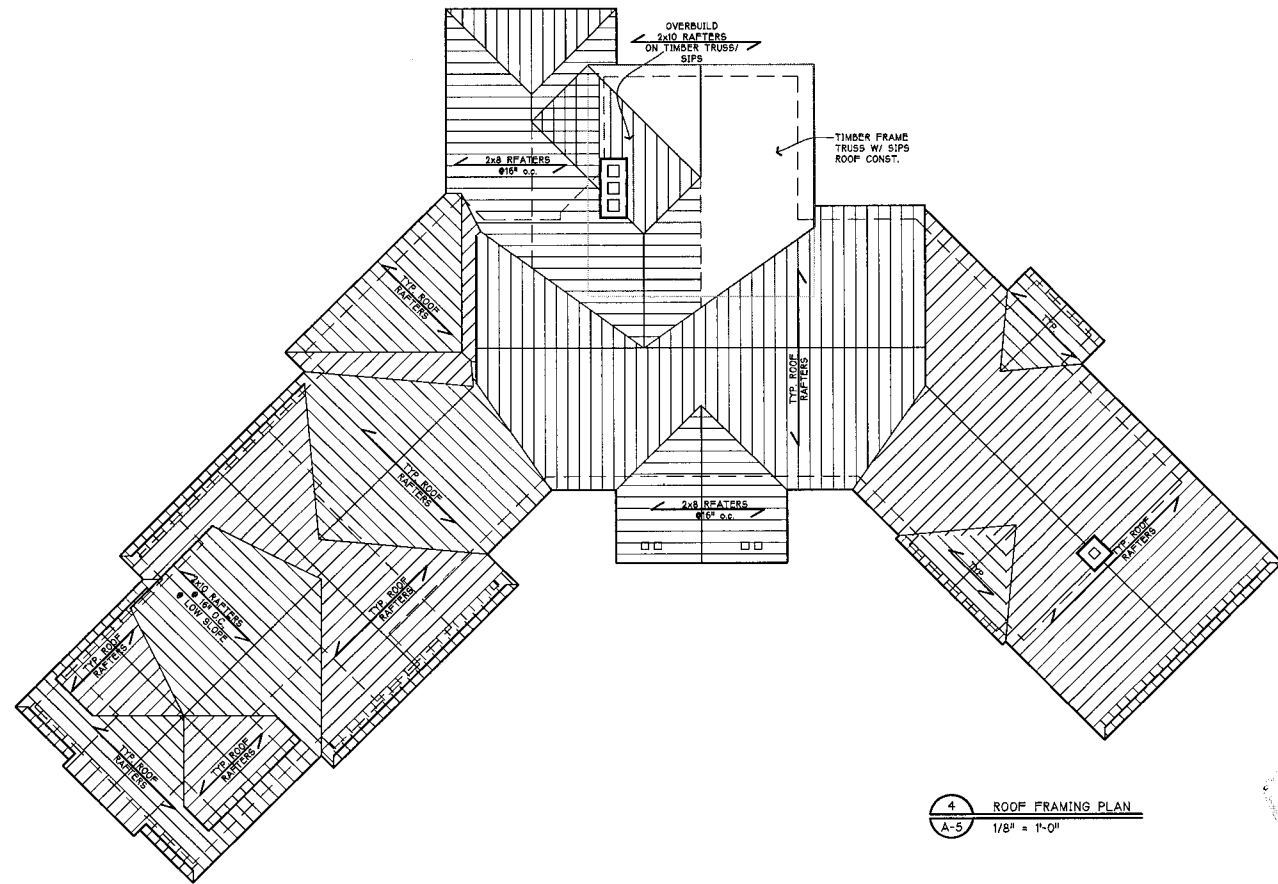 OVERBUILD
2x10 RAFTERS
ON TIMBER TRUSS/
SIPS
TIMBER FRAME
TRUSS W/ SIPS
ROOF CONST.
2x8 RFATERS
@16" o.c.
TYP. ROOF
RAFTERS
TYP.
TYP. ROOF
RAFTERS
TYP. ROOF
RAFTERS
2x8 RFATERS
@16" o.c.
TYP. ROOF
RAFTERS
TYP.
2x10 RAFTERS
@ 16" O.C.
@ LOW SLOPE
TYP. ROOF
RAFTERS
TYP. ROOF
RAFTERS
TYP. ROOF
RAFTERS
TYP. ROOF
RAFTERS
4
A-5
ROOF FRAMING PLAN
1/8" = 1'-0"